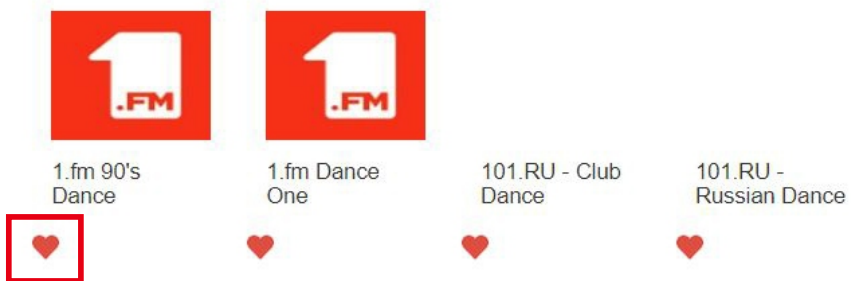 .FM
.FM
1.fm 90's
Dance
1.fm Dance
One
101.RU - Club
Dance
101.RU -
Russian Dance